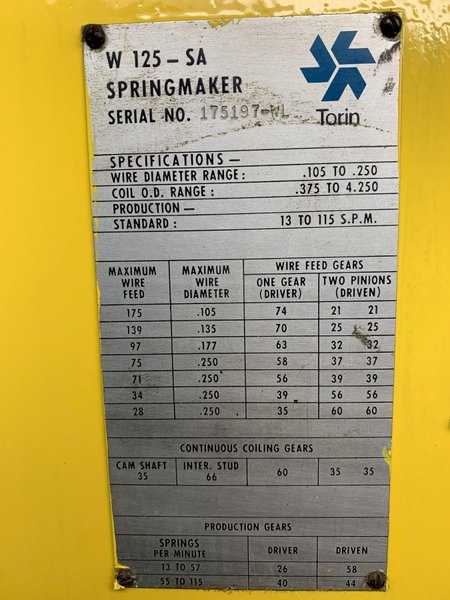 W 125 - SA
SPRINGMAKER
SERIAL NO. 175197-WL
Torin
SPECIFICATIONS —
WIRE DIAMETER RANGE : .105 TO .250
COIL O.D. RANGE : .375 TO 4.250
PRODUCTION —
STANDARD : 13 TO 115 S.P.M.
MAXIMUM WIRE FEED MAXIMUM WIRE DIAMETER WIRE FEED GEARS
ONE GEAR (DRIVER) TWO PINIONS (DRIVEN)
175 .105 74 21 21
139 .135 70 25 25
97 .177 63 32 32
75 .250 58 37 37
71 .250 56 39 39
34 .250 39 56 56
28 .250 35 60 60
CONTINUOUS COILING GEARS
CAM SHAFT 35 INTER. STUD 66 60 35 35
PRODUCTION GEARS
SPRINGS PER MINUTE DRIVER DRIVEN
13 TO 57 26 58
55 TO 115 40 44